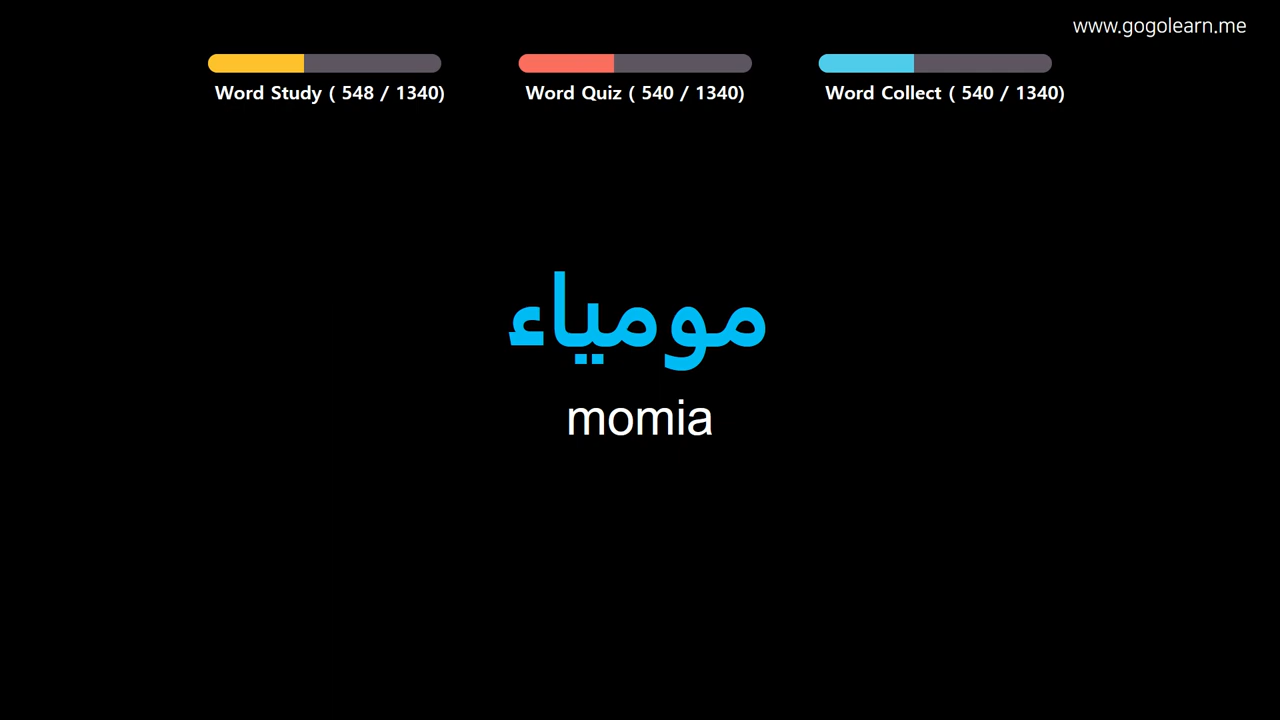 www.gogolearn.me
Word Study ( 548 / 1340)
Word Quiz ( 540 / 1340)
Word Collect ( 540 / 1340)
مومياء
momia